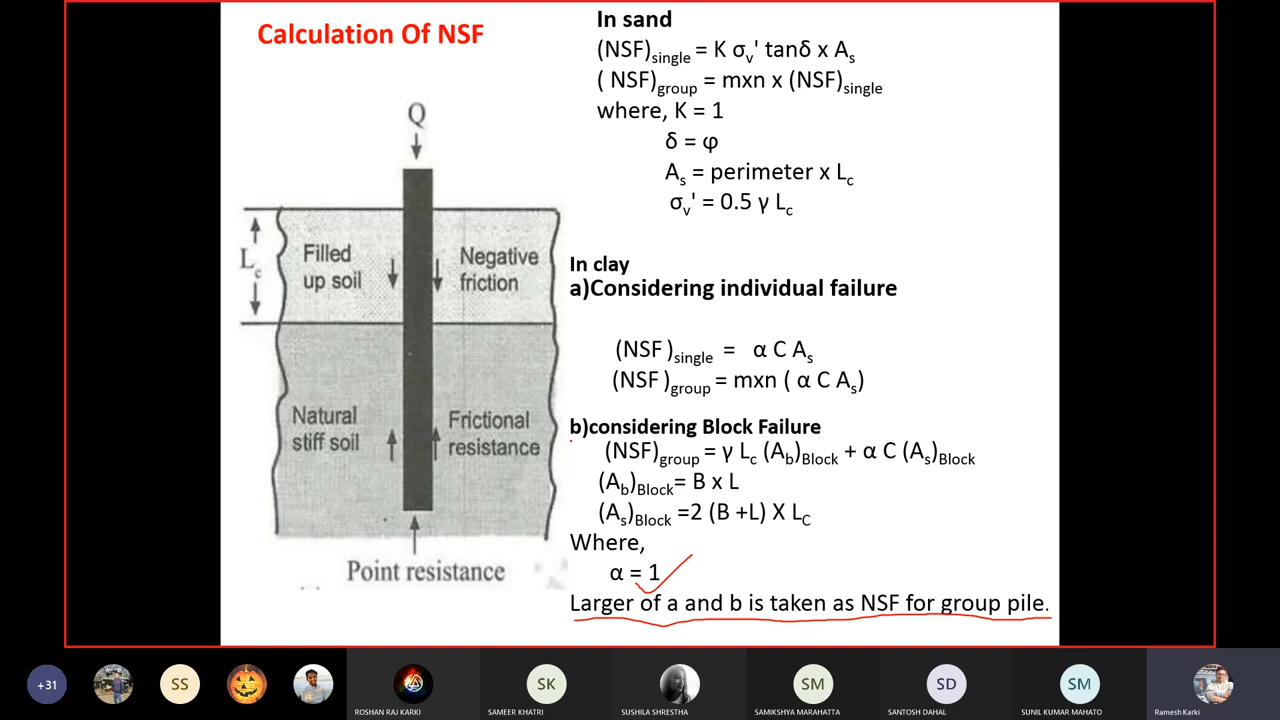 Calculation Of NSF
Q
L꜀
Filled
up soil
Negative
friction
Natural
stiff soil
Frictional
resistance
Point resistance
In sand
(NSF)single = K σv' tanδ x As
( NSF)group = mxn x (NSF)single
where, K = 1
δ = φ
As = perimeter x Lc
σv' = 0.5 γ Lc
In clay
a)Considering individual failure
(NSF )single = α C As
(NSF )group = mxn ( α C As)
b)considering Block Failure
(NSF)group = γ Lc (Ab)Block + α C (As)Block
(Ab)Block= B x L
(As)Block =2 (B +L) X LC
Where,
α = 1
Larger of a and b is taken as NSF for group pile.
+31
SS
SK
SM
SD
SM
ROSHAN RAJ KARKI
SAMEER KHATRI
SUSHILA SHRESTHA
SAMIKSHYA MARAHATTA
SANTOSH DAHAL
SUNIL KUMAR MAHATO
Ramesh Karki